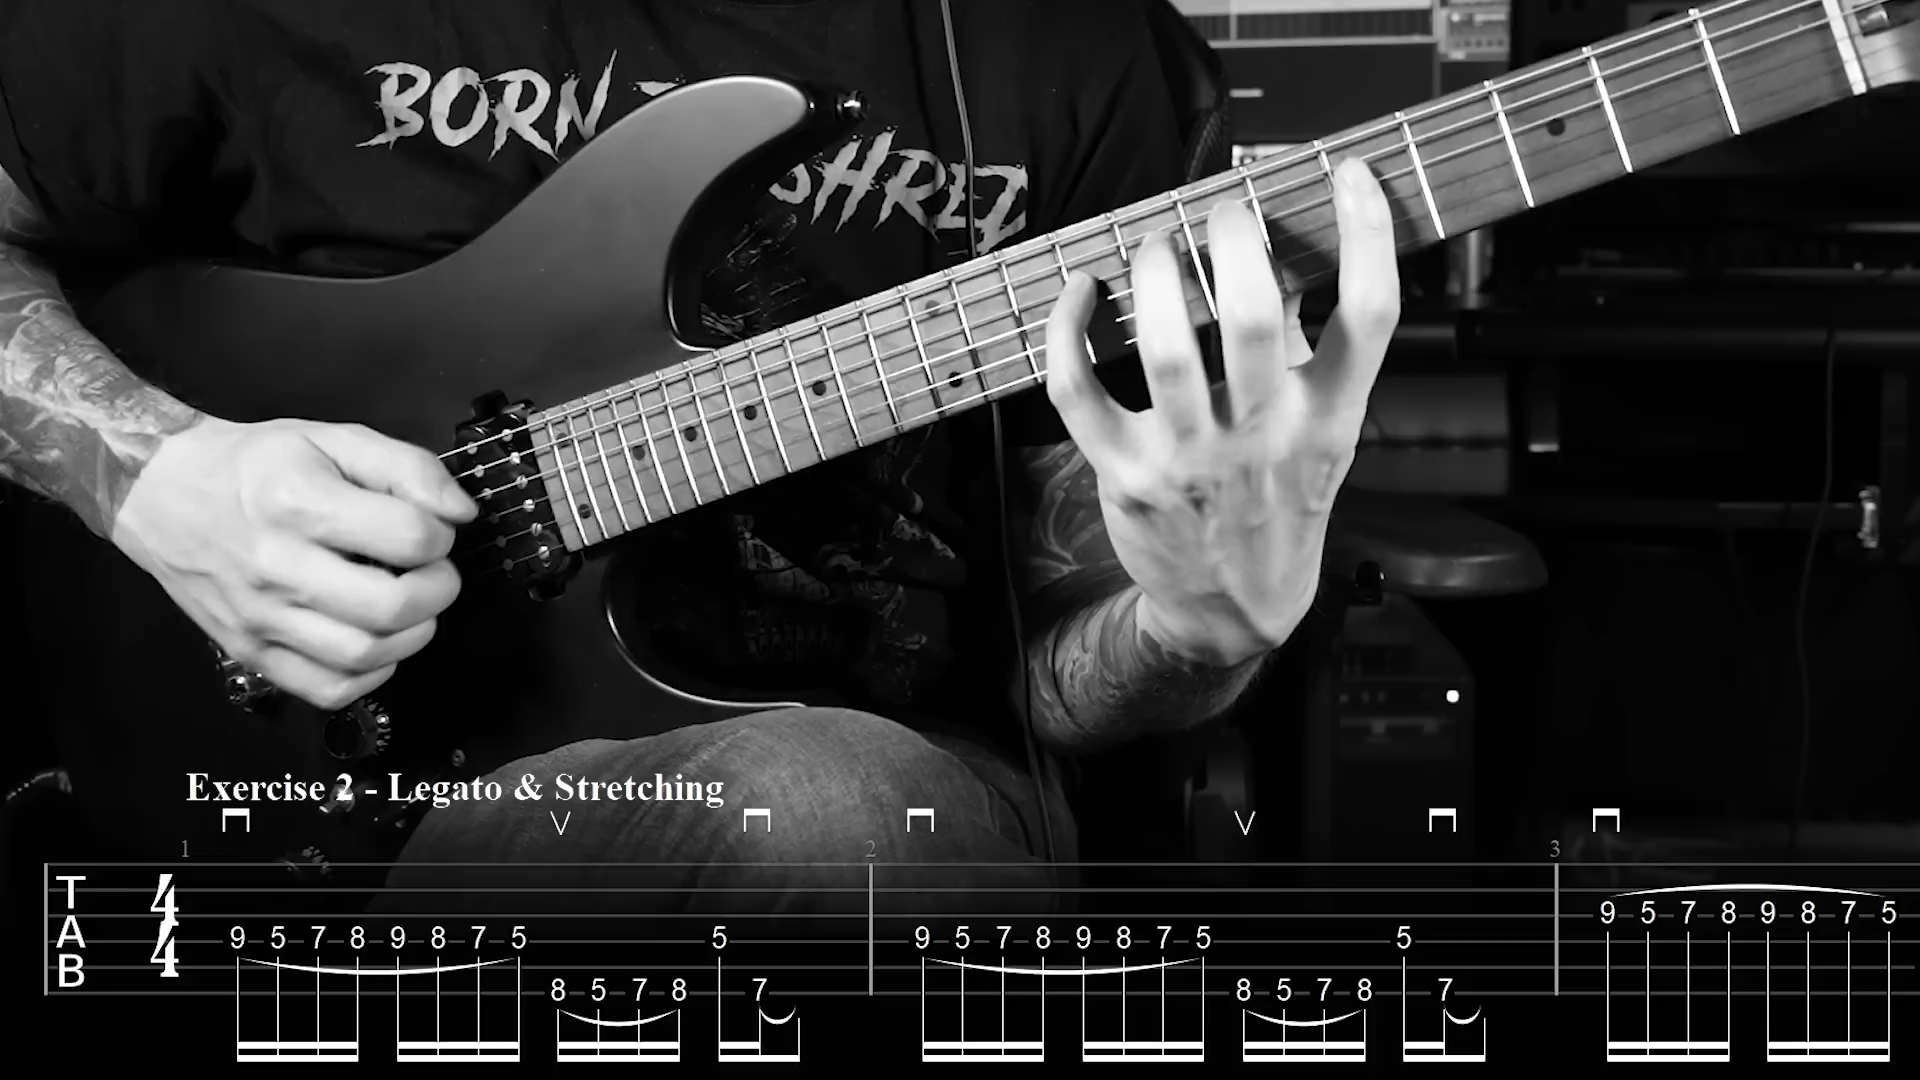 BORN
SHRED
Exercise 2 - Legato & Stretching
1 2 3
T
A
B
4
4
9 5 7 8 9 8 7 5
9 5 7 8 9 8 7 5 5 9 5 7 8 9 8 7 5 5
8 5 7 8 7 8 5 7 8 7